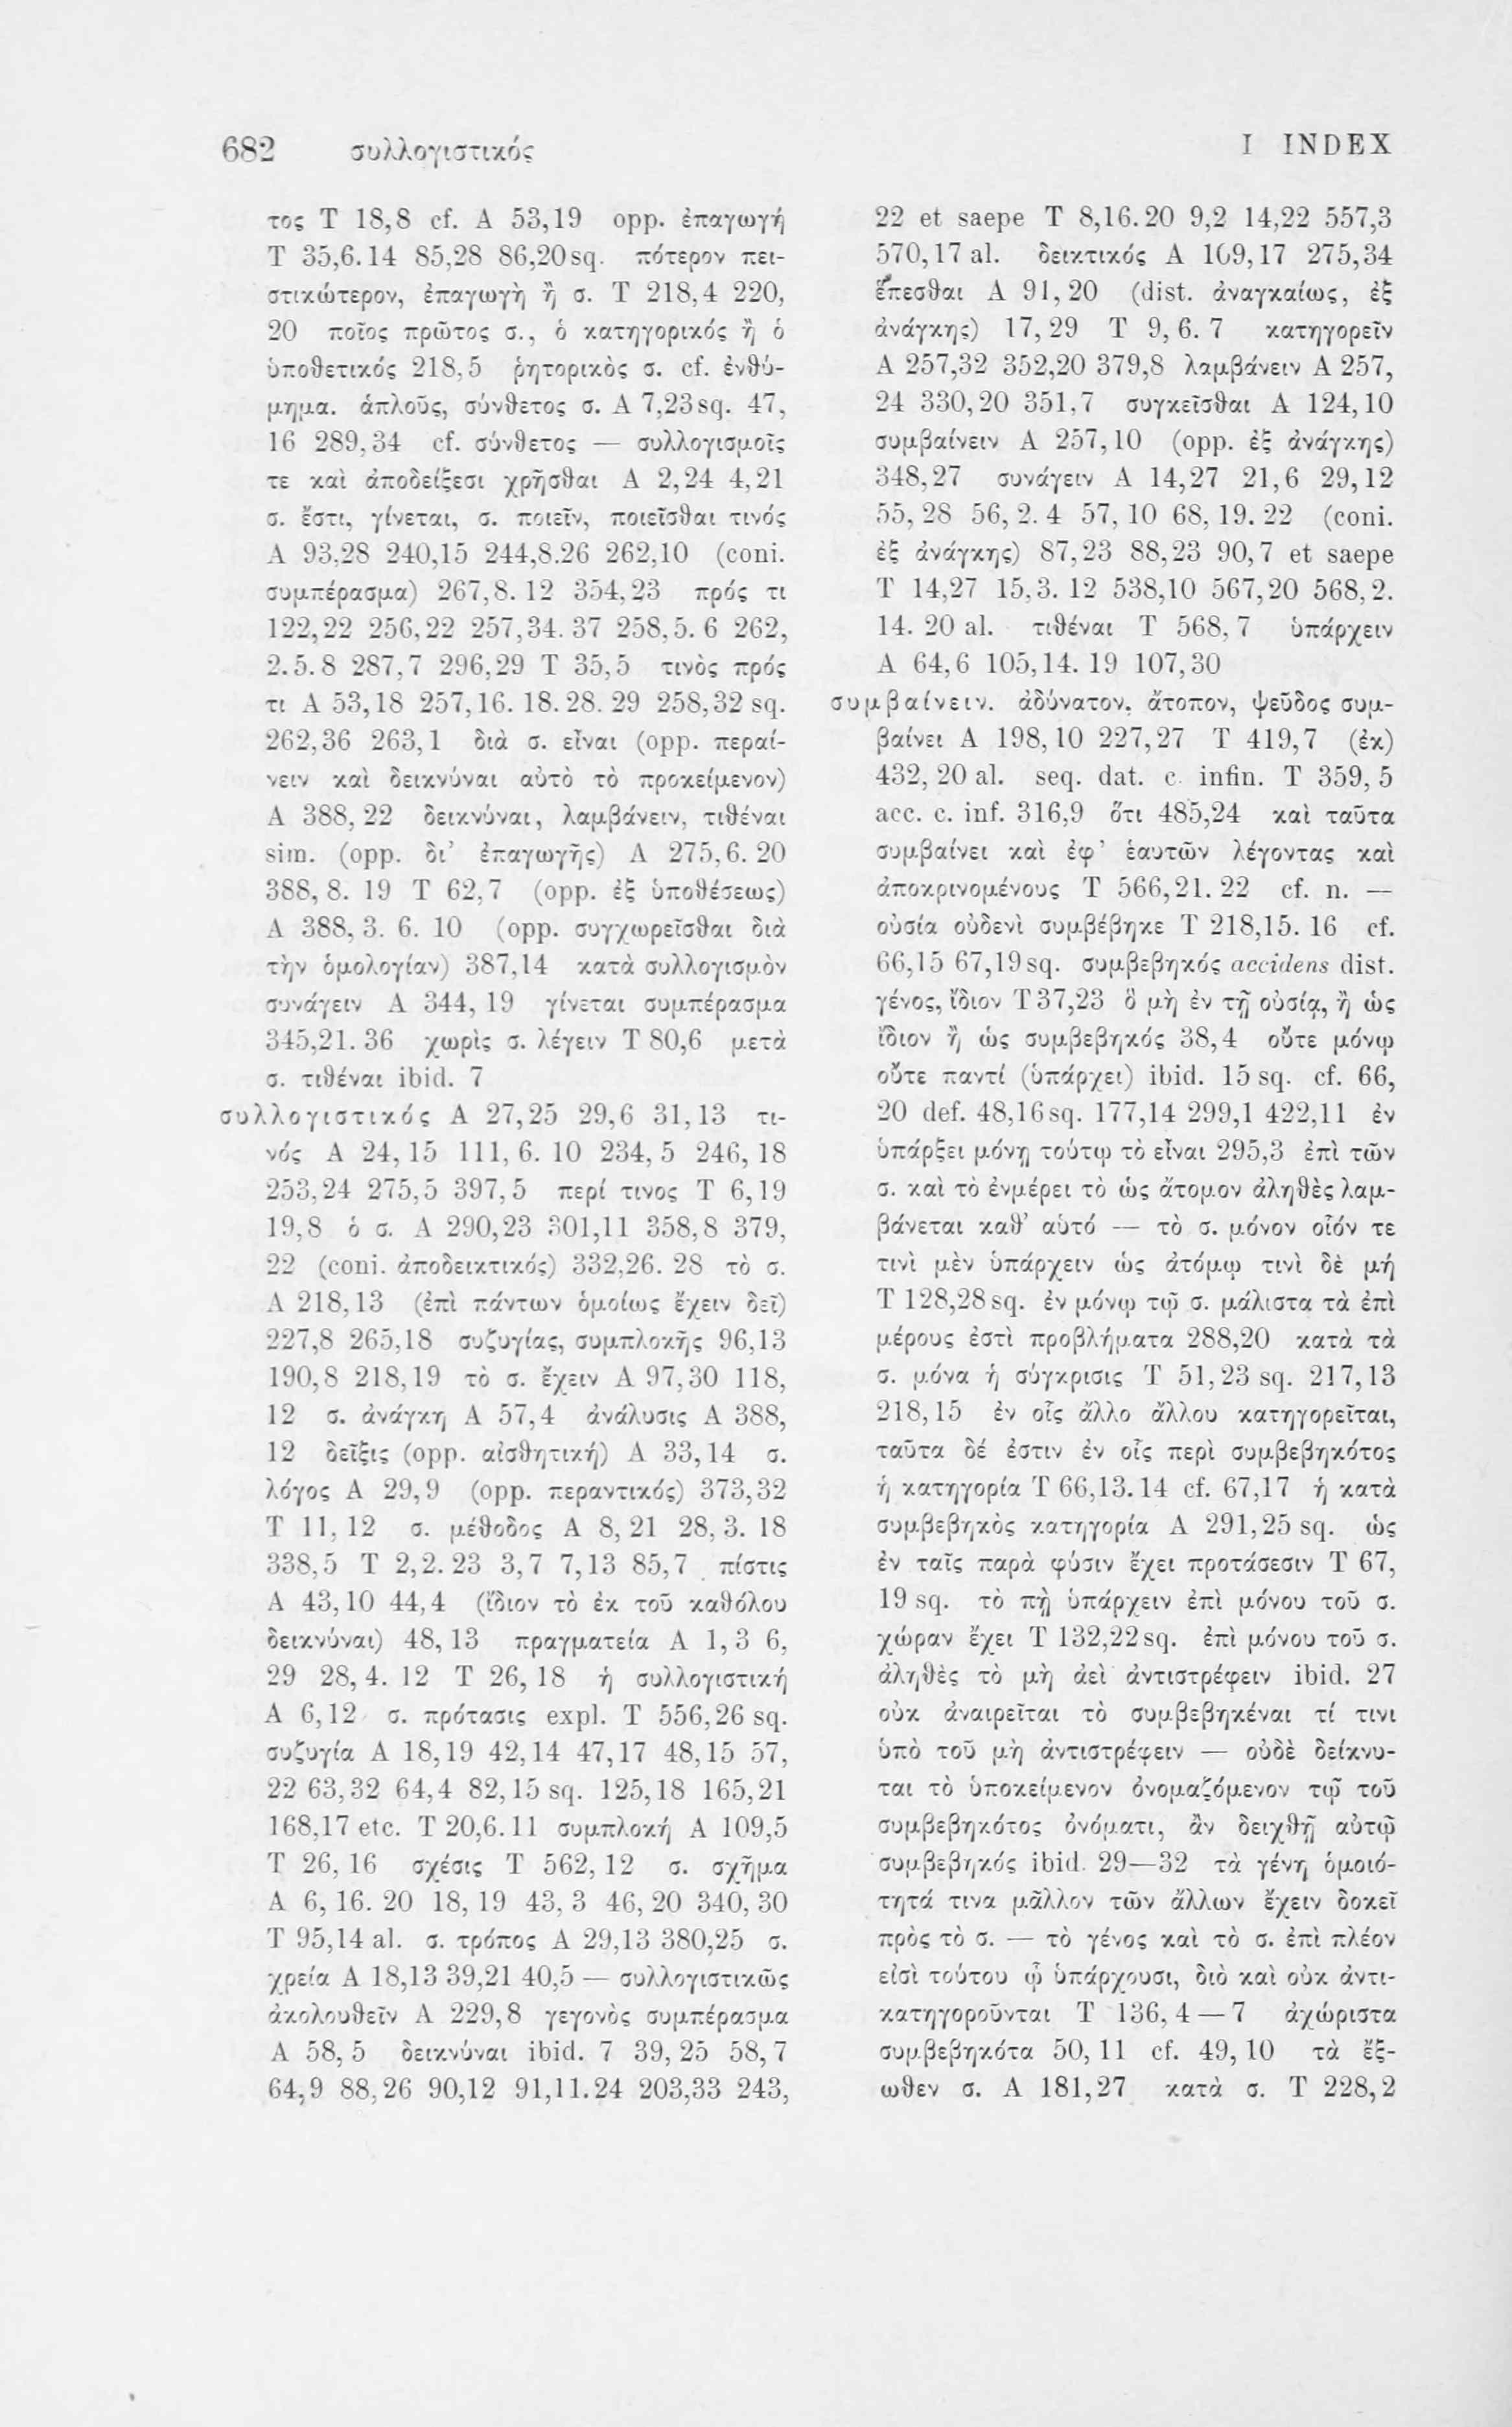 682 συλλογιστικός
I INDEX
τος T 18,8 cf. A 53,19 opp. ἐπαγωγή
T 35,6.14 85,28 86,20 sq. πότερον πει-
στικώτερον, ἐπαγωγὴ ἢ σ. T 218,4 220,
20 ποῖος πρῶτος σ., ὁ κατηγορικός ἢ ὁ
ὑποθετικός 218,5 ῥητορικὸς σ. cf. ἐνθύ-
μημα. ἁπλοῦς, σύνθετος σ. A 7,23 sq. 47,
16 289,34 cf. σύνθετος — συλλογισμοῖς
τε καὶ ἀποδείξεσι χρῆσθαι A 2,24 4,21
σ. ἔστι, γίνεται, σ. ποιεῖν, ποιεῖσθαι τινός
A 93,28 240,15 244,8.26 262,10 (coni.
συμπέρασμα) 267,8. 12 354,23 πρός τι
122,22 256,22 257,34. 37 258,5. 6 262,
2.5.8 287,7 296,29 T 35,5 τινὸς πρός
τι A 53,18 257,16. 18. 28. 29 258,32 sq.
262,36 263,1 διὰ σ. εἶναι (opp. περαί-
νειν καὶ δεικνύναι αὐτὸ τὸ προκείμενον)
A 388, 22 δεικνύναι, λαμβάνειν, τιθέναι
sim. (opp. δι’ ἐπαγωγῆς) A 275,6. 20
388, 8. 19 T 62,7 (opp. ἐξ ὑποθέσεως)
A 388, 3. 6. 10 (opp. συγχωρεῖσθαι διὰ
τὴν ὁμολογίαν) 387,14 κατὰ συλλογισμὸν
συνάγειν A 344, 19 γίνεται συμπέρασμα
345,21. 36 χωρὶς σ. λέγειν T 80,6 μετὰ
σ. τιθέναι ibid. 7
συλλογιστικός A 27,25 29,6 31,13 τι-
νός A 24, 15 111, 6. 10 234, 5 246, 18
253,24 275,5 397,5 περί τινος T 6,19
19,8 ὁ σ. A 290,23 301,11 358,8 379,
22 (coni. ἀποδεικτικός) 332,26. 28 τὸ σ.
A 218,13 (ἐπὶ πάντων ὁμοίως ἔχειν δεῖ)
227,8 265,18 συζυγίας, συμπλοκῆς 96,13
190,8 218,19 τὸ σ. ἔχειν A 97,30 118,
12 σ. ἀνάγκη A 57,4 ἀνάλυσις A 388,
12 δεῖξις (opp. αἰσθητική) A 33,14 σ.
λόγος A 29,9 (opp. περαντικός) 373,32
T 11, 12 σ. μέθοδος A 8, 21 28, 3. 18
338,5 T 2,2. 23 3,7 7,13 85,7 πίστις
A 43,10 44,4 (ἴδιον τὸ ἐκ τοῦ καθόλου
δεικνύναι) 48, 13 πραγματεία A 1, 3 6,
29 28, 4. 12 T 26, 18 ἡ συλλογιστική
A 6,12 σ. πρότασις expl. T 556,26 sq.
συζυγία A 18,19 42,14 47,17 48,15 57,
22 63,32 64,4 82,15 sq. 125,18 165,21
168,17 etc. T 20,6.11 συμπλοκή A 109,5
T 26, 16 σχέσις T 562, 12 σ. σχῆμα
A 6, 16. 20 18, 19 43, 3 46, 20 340, 30
T 95,14 al. σ. τρόπος A 29,13 380,25 σ.
χρεία A 18,13 39,21 40,5 — συλλογιστικῶς
ἀκολουθεῖν A 229,8 γεγονὸς συμπέρασμα
A 58, 5 δεικνύναι ibid. 7 39, 25 58, 7
64,9 88,26 90,12 91,11.24 203,33 243,
22 et saepe T 8,16. 20 9,2 14,22 557,3
570,17 al. δεικτικός A 109,17 275,34
ἕπεσθαι A 91, 20 (dist. ἀναγκαίως, ἐξ
ἀνάγκης) 17, 29 T 9, 6. 7 κατηγορεῖν
A 257,32 352,20 379,8 λαμβάνειν A 257,
24 330,20 351,7 συγκεῖσθαι A 124,10
συμβαίνειν A 257,10 (opp. ἐξ ἀνάγκης)
348,27 συνάγειν A 14,27 21,6 29,12
55, 28 56, 2. 4 57, 10 68, 19. 22 (coni.
ἐξ ἀνάγκης) 87,23 88,23 90,7 et saepe
T 14,27 15,3. 12 538,10 567,20 568,2.
14. 20 al. τιθέναι T 568, 7 ὑπάρχειν
A 64,6 105,14. 19 107,30
συμβαίνειν. ἀδύνατον, ἄτοπον, ψεῦδος συμ-
βαίνει A 198, 10 227,27 T 419,7 (ἐκ)
432, 20 al. seq. dat. c. infin. T 359, 5
acc. c. inf. 316,9 ὅτι 485,24 καὶ ταῦτα
συμβαίνει καὶ ἐφ’ ἑαυτῶν λέγοντας καὶ
ἀποκρινομένους T 566,21. 22 cf. n. —
οὐσία οὐδενὶ συμβέβηκε T 218,15. 16 cf.
66,15 67,19 sq. συμβεβηκός accidens dist.
γένος, ἴδιον T 37,23 ὃ μὴ ἐν τῇ οὐσίᾳ, ἢ ὡς
ἴδιον ἢ ὡς συμβεβηκός 38,4 οὔτε μόνῳ
οὔτε παντί (ὑπάρχει) ibid. 15 sq. cf. 66,
20 def. 48,16 sq. 177,14 299,1 422,11 ἐν
ὑπάρξει μόνῃ τούτῳ τὸ εἶναι 295,3 ἐπὶ τῶν
σ. καὶ τὸ ἐνμέρει τὸ ὡς ἄτομον ἀληθὲς λαμ-
βάνεται καθ’ αὑτό — τὸ σ. μόνον οἷόν τε
τινὶ μὲν ὑπάρχειν ὡς ἀτόμῳ τινὶ δὲ μή
T 128,28 sq. ἐν μόνῳ τῷ σ. μάλιστα τὰ ἐπὶ
μέρους ἐστὶ προβλήματα 288,20 κατὰ τὰ
σ. μόνα ἡ σύγκρισις T 51,23 sq. 217,13
218,15 ἐν οἷς ἄλλο ἄλλου κατηγορεῖται,
ταῦτα δέ ἐστιν ἐν οἷς περὶ συμβεβηκότος
ἡ κατηγορία T 66,13.14 cf. 67,17 ἡ κατὰ
συμβεβηκὸς κατηγορία A 291,25 sq. ὡς
ἐν ταῖς παρὰ φύσιν ἔχει προτάσεσιν T 67,
19 sq. τὸ πῂ ὑπάρχειν ἐπὶ μόνου τοῦ σ.
χώραν ἔχει T 132,22 sq. ἐπὶ μόνου τοῦ σ.
ἀληθὲς τὸ μὴ ἀεὶ ἀντιστρέφειν ibid. 27
οὐκ ἀναιρεῖται τὸ συμβεβηκέναι τί τινι
ὑπὸ τοῦ μὴ ἀντιστρέφειν — οὐδὲ δείκνυ-
ται τὸ ὑποκείμενον ὀνομαζόμενον τῷ τοῦ
συμβεβηκότος ὀνόματι, ἂν δειχθῇ αὐτῷ
συμβεβηκός ibid. 29—32 τὰ γένη ὁμοιό-
τητά τινα μᾶλλον τῶν ἄλλων ἔχειν δοκεῖ
πρὸς τὸ σ. — τὸ γένος καὶ τὸ σ. ἐπὶ πλέον
εἰσὶ τούτου ᾧ ὑπάρχουσι, διὸ καὶ οὐκ ἀντι-
κατηγοροῦνται T 136, 4 — 7 ἀχώριστα
συμβεβηκότα 50, 11 cf. 49, 10 τὰ ἔξ-
ωθεν σ. A 181,27 κατὰ σ. T 228,2